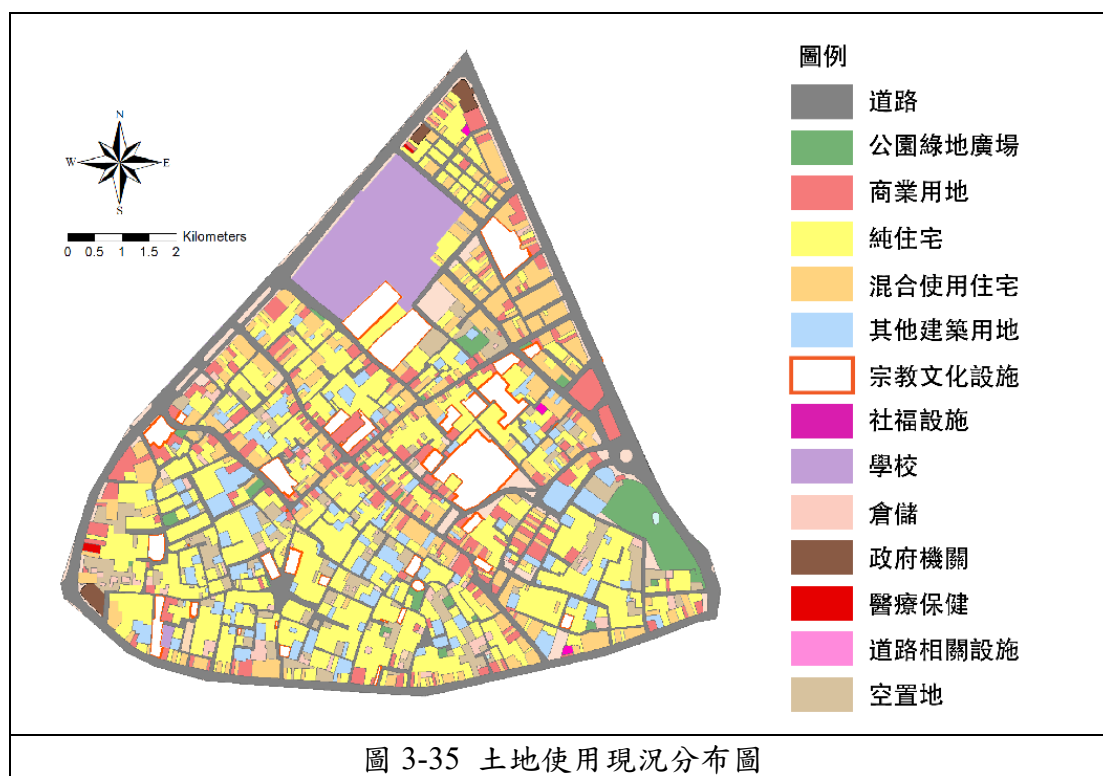 圖例
道路
公園綠地廣場
商業用地
純住宅
混合使用住宅
其他建築用地
宗教文化設施
社福設施
學校
倉儲
政府機關
醫療保健
道路相關設施
空置地
N
W E
S
Kilometers
0 0.5 1 2
圖 3-35 土地使用現況分布圖